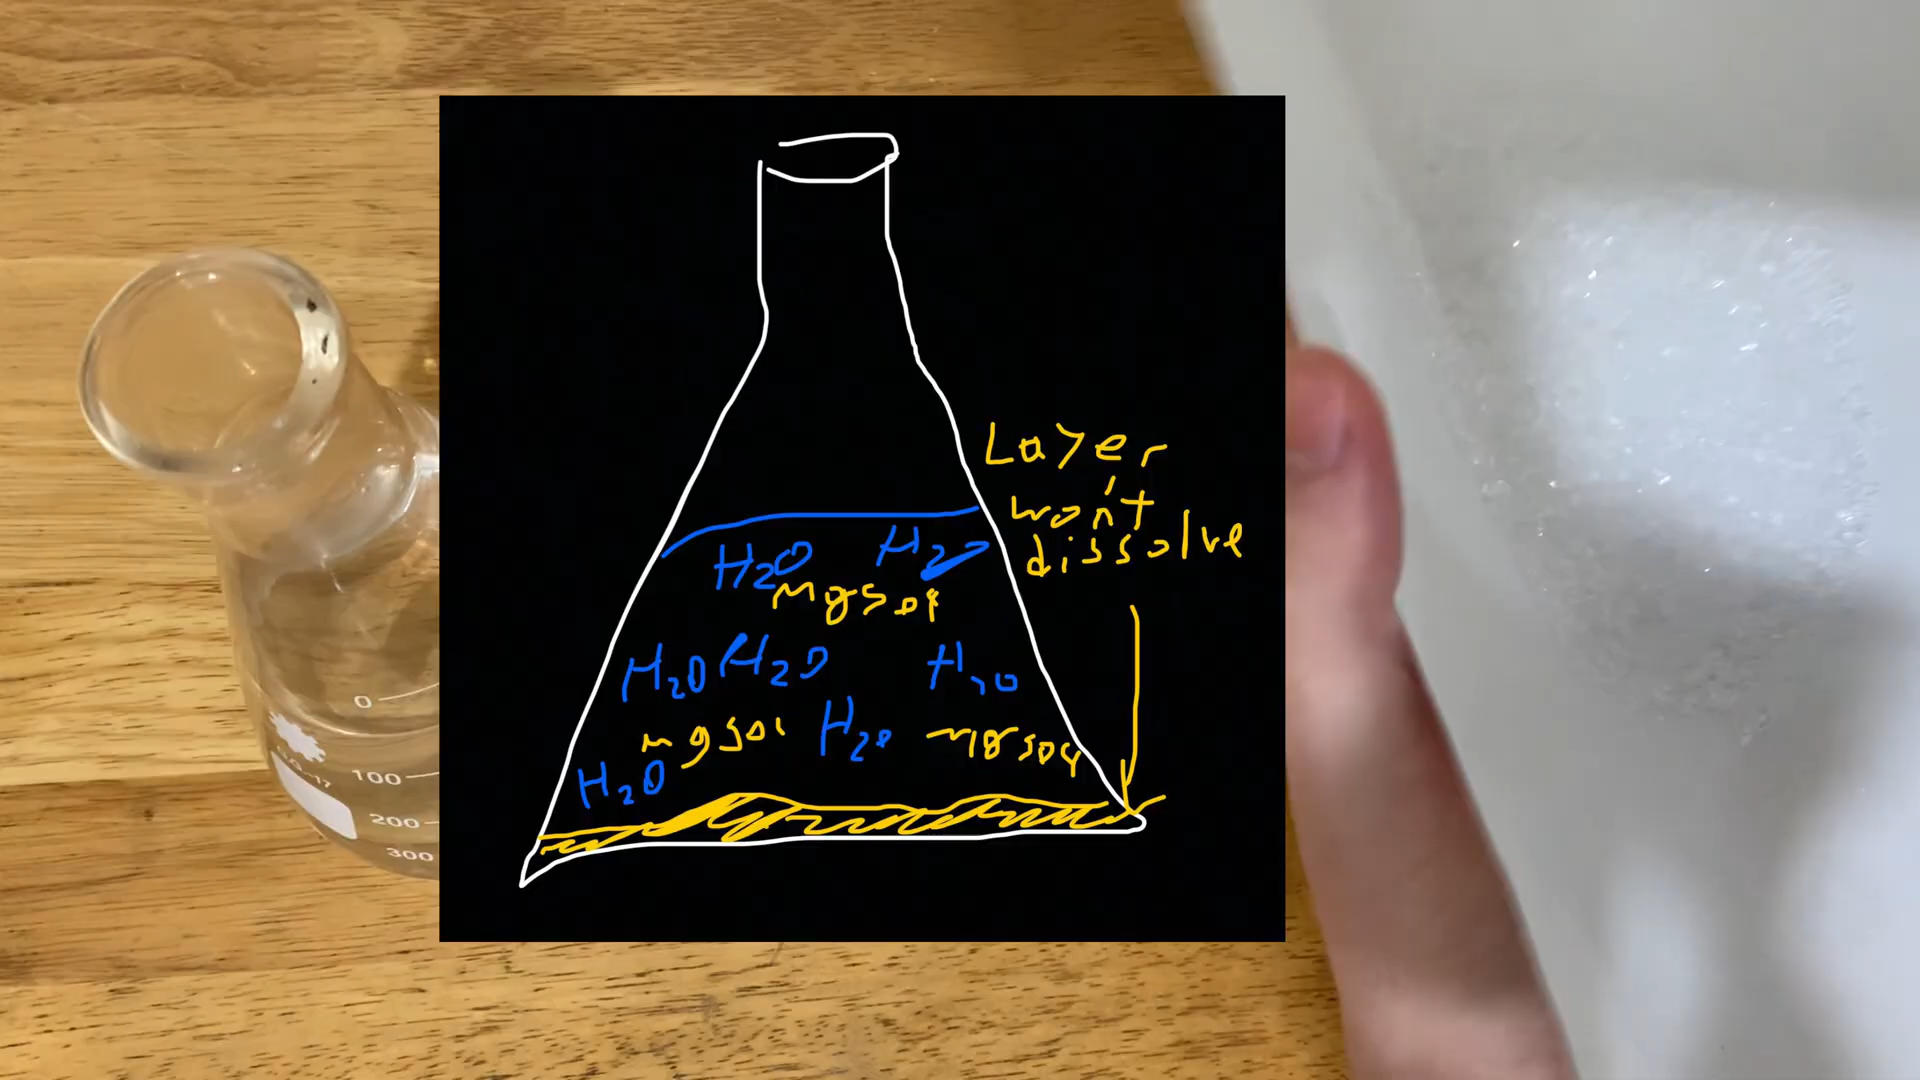 Layer
won't
dissolve
H2O H2O
mgso4
H2O H2O H2O
mgso4 H2O mgso4
H2O
0
100
200
300